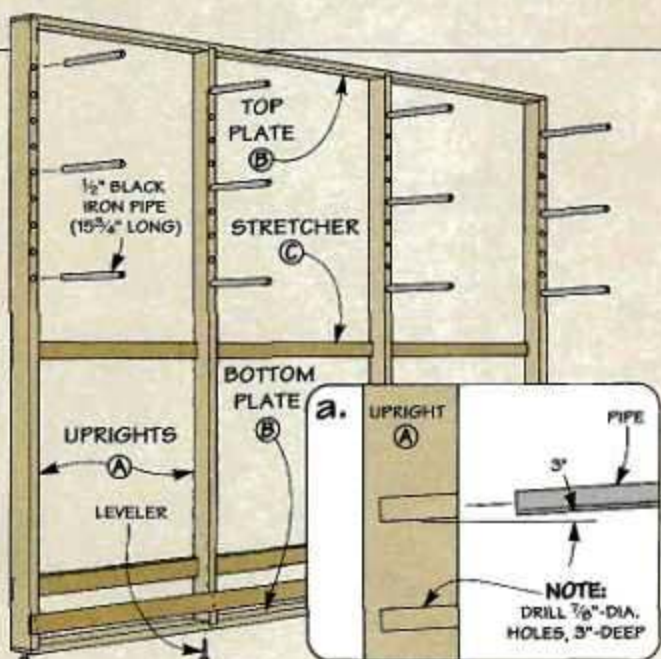 TOP
PLATE
B
½" BLACK
IRON PIPE
(15¾" LONG)
STRETCHER
C
BOTTOM
PLATE
B
UPRIGHTS
A
LEVELER
a.
UPRIGHT
A
PIPE
3°
NOTE:
DRILL ⅞"-DIA.
HOLES, 3"-DEEP